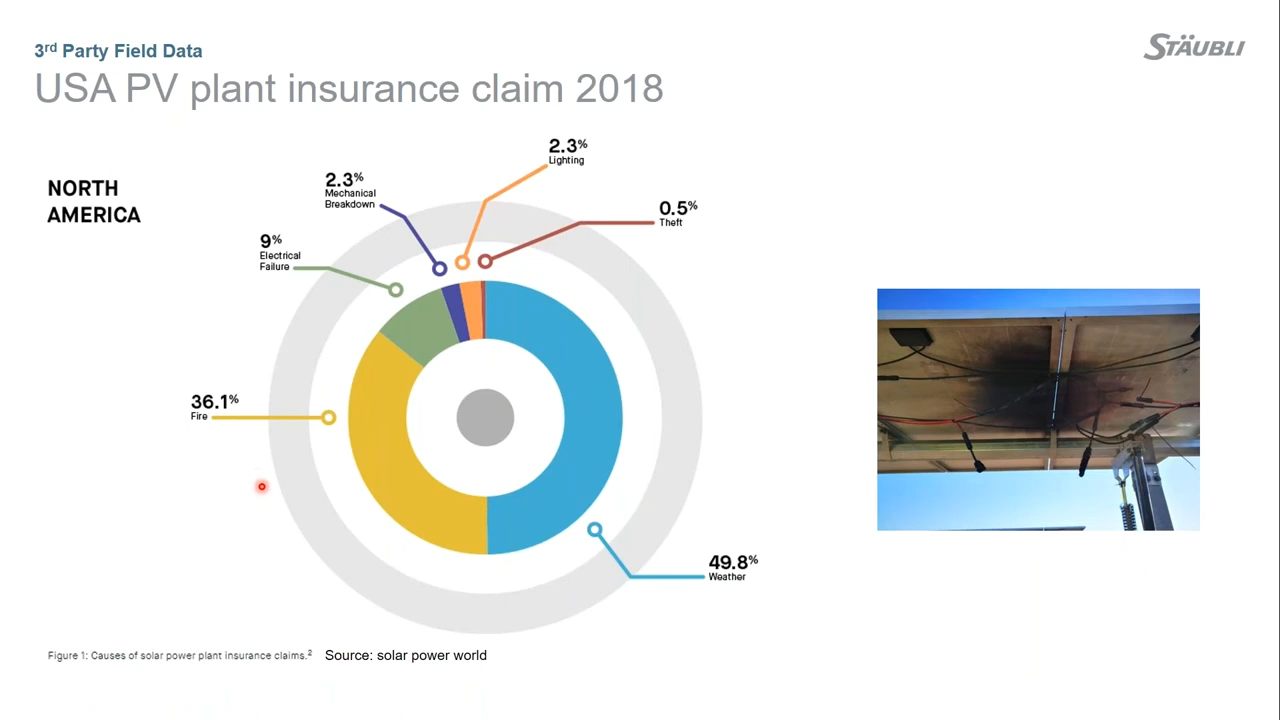 3rd Party Field Data
STÄUBLI
USA PV plant insurance claim 2018
NORTH
AMERICA
2.3%
Lighting
2.3%
Mechanical
Breakdown
0.5%
Theft
9%
Electrical
Failure
36.1%
Fire
49.8%
Weather
Figure 1: Causes of solar power plant insurance claims.2
Source: solar power world